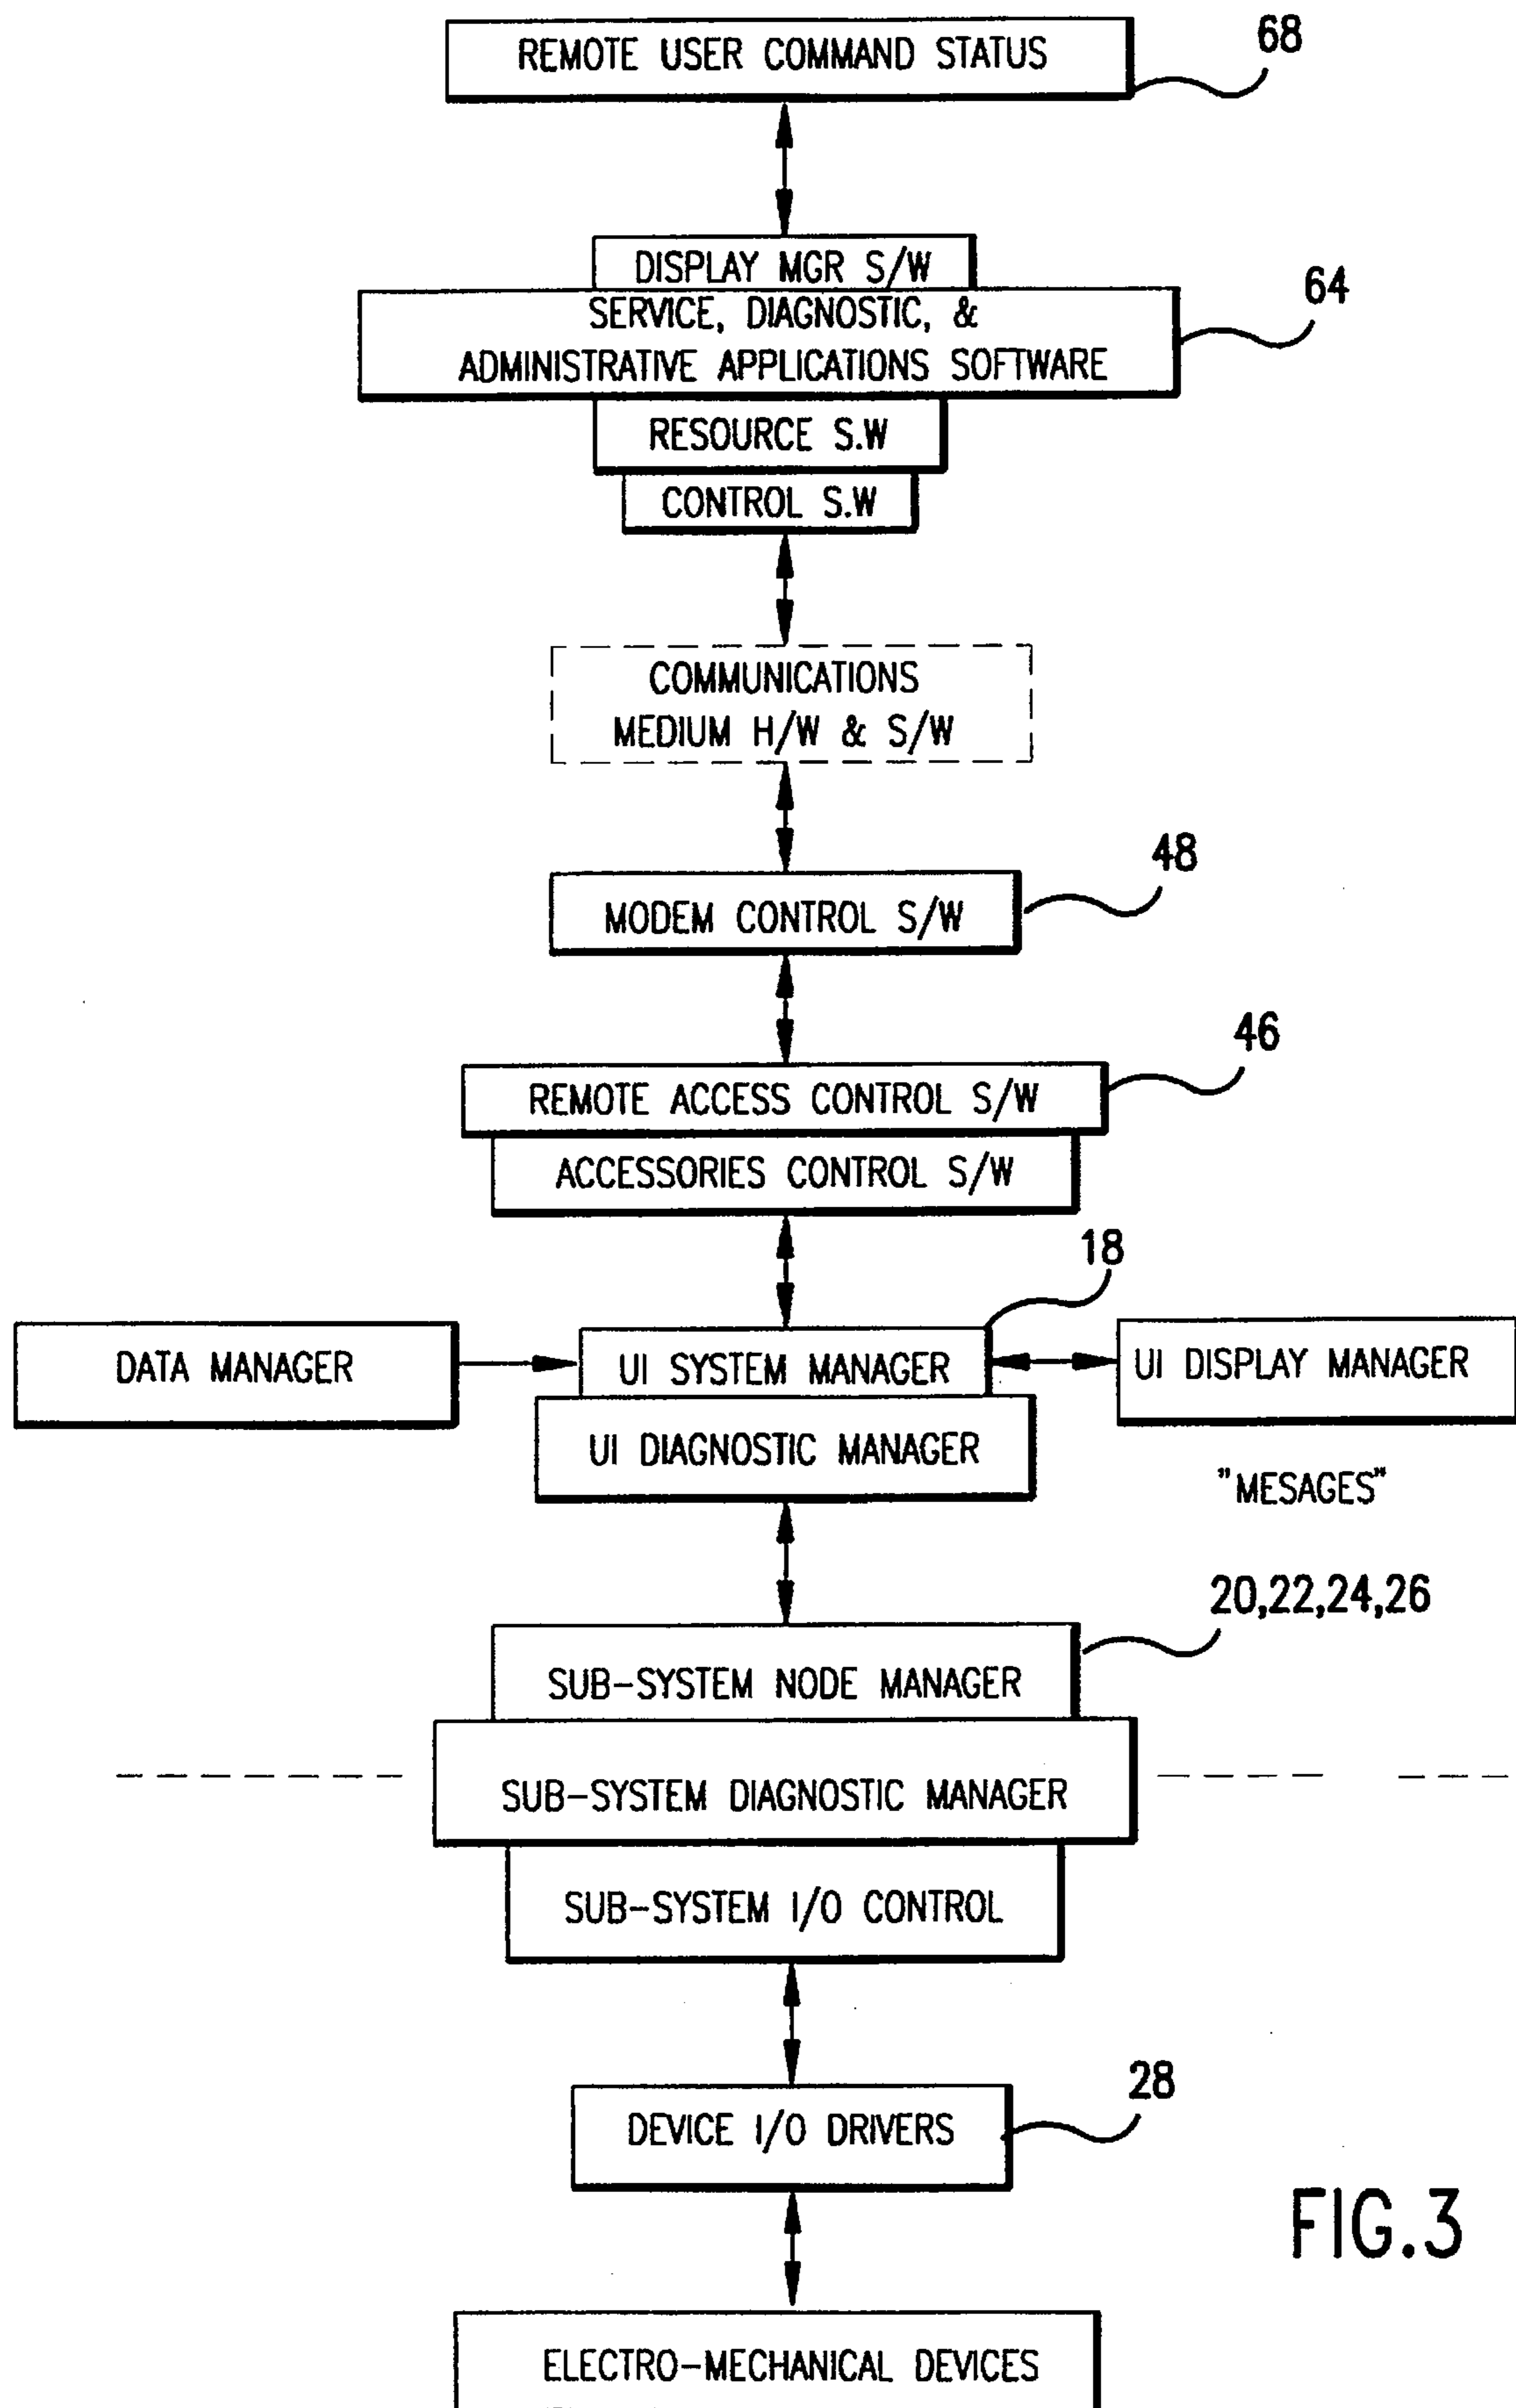 REMOTE USER COMMAND STATUS
68
DISPLAY MGR S/W
SERVICE, DIAGNOSTIC, &
ADMINISTRATIVE APPLICATIONS SOFTWARE
64
RESOURCE S.W
CONTROL S.W
COMMUNICATIONS
MEDIUM H/W & S/W
48
MODEM CONTROL S/W
46
REMOTE ACCESS CONTROL S/W
ACCESSORIES CONTROL S/W
18
DATA MANAGER
UI SYSTEM MANAGER
UI DISPLAY MANAGER
UI DIAGNOSTIC MANAGER
"MESAGES"
20,22,24,26
SUB-SYSTEM NODE MANAGER
SUB-SYSTEM DIAGNOSTIC MANAGER
SUB-SYSTEM I/O CONTROL
28
DEVICE I/O DRIVERS
FIG.3
ELECTRO-MECHANICAL DEVICES